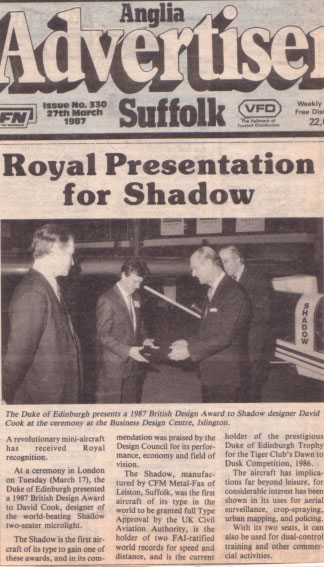 Anglia
Advertiser
FN
Issue No. 330
27th March
1987
Suffolk
VFD
The Hallmark of
Trusted Distribution
Weekly
Free Dis
22,0
Royal Presentation
for Shadow
SHADOW
The Duke of Edinburgh presents a 1987 British Design Award to Shadow designer David
Cook at the ceremony at the Business Design Centre, Islington.
A revolutionary mini-aircraft
has received Royal
recognition.
At a ceremony in London
on Tuesday (March 17), the
Duke of Edinburgh presented
a 1987 British Design Award
to David Cook, designer of
the world-beating Shadow
two-seater microlight.
The Shadow is the first air-
craft of its type to gain one of
these awards, and in its com-
mendation was praised by the
Design Council for its perfor-
mance, economy and field of
vision.
The Shadow, manufac-
tured by CFM Metal-Fax of
Leiston, Suffolk, was the first
aircraft of its type in the
world to be granted full Type
Approval by the UK Civil
Aviation Authority, is the
holder of two FAI-ratified
world records for speed and
distance, and is the current
holder of the prestigious
Duke of Edinburgh Trophy
for the Tiger Club's Dawn to
Dusk Competition, 1986.
The aircraft has implica-
tions far beyond leisure, for
considerable interest has been
shown in its uses for aerial
surveillance, crop-spraying,
urban mapping, and policing.
With its two seats, it can
also be used for dual-control
training and other commer-
cial activities.